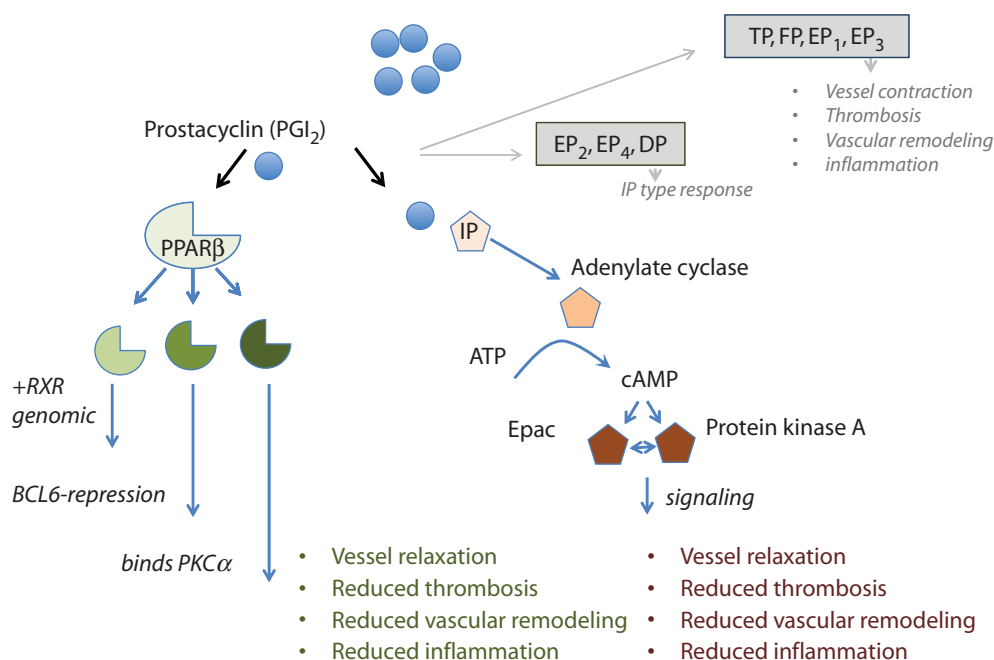 TP, FP, EP₁, EP₃
• Vessel contraction
• Thrombosis
• Vascular remodeling
• inflammation
Prostacyclin (PGI₂)
EP₂, EP₄, DP
IP type response
PPARβ
IP
Adenylate cyclase
ATP
cAMP
+RXR
genomic
Epac
Protein kinase A
BCL6-repression
signaling
binds PKCα
• Vessel relaxation
• Reduced thrombosis
• Reduced vascular remodeling
• Reduced inflammation
• Vessel relaxation
• Reduced thrombosis
• Reduced vascular remodeling
• Reduced inflammation